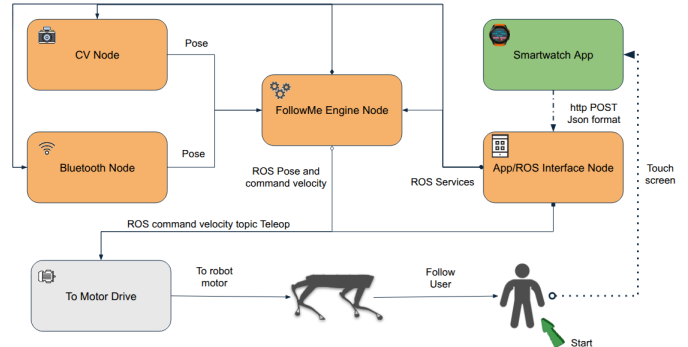 CV Node
Pose
Smartwatch App
FollowMe Engine Node
http POST
Json format
Bluetooth Node
Pose
App/ROS Interface Node
ROS Pose and
command velocity
ROS Services
Touch
screen
ROS command velocity topic Teleop
To Motor Drive
To robot
motor
Follow
User
Start